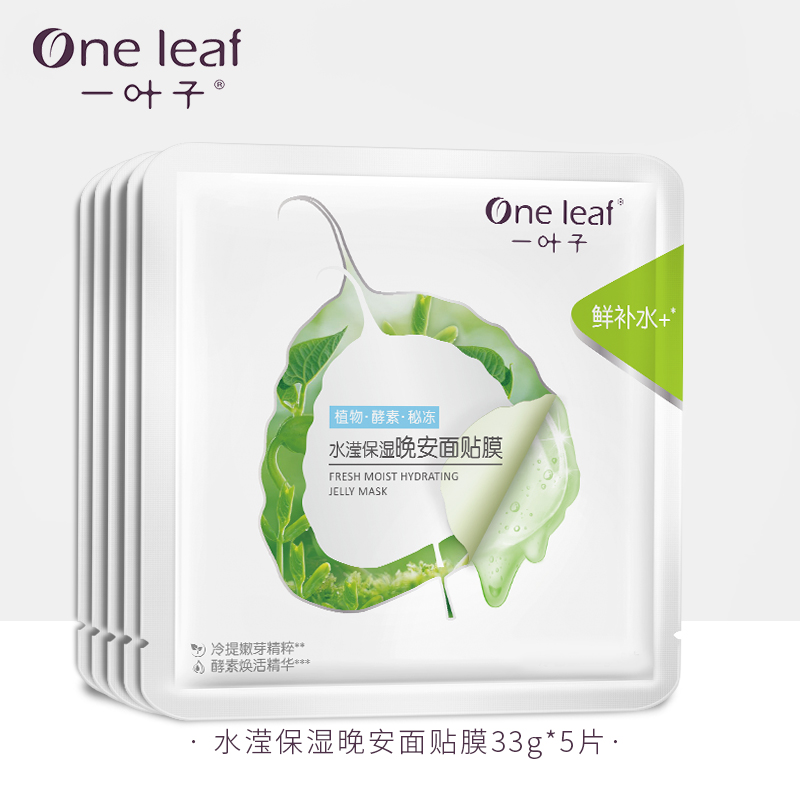 One leaf
一叶子®
One leaf®
一叶子
鲜补水+*
植物·酵素·秘冻
水滢保湿晚安面贴膜
FRESH MOIST HYDRATING
JELLY MASK
冷提嫩芽精粹**
酵素焕活精华***
· 水滢保湿晚安面贴膜33g*5片·